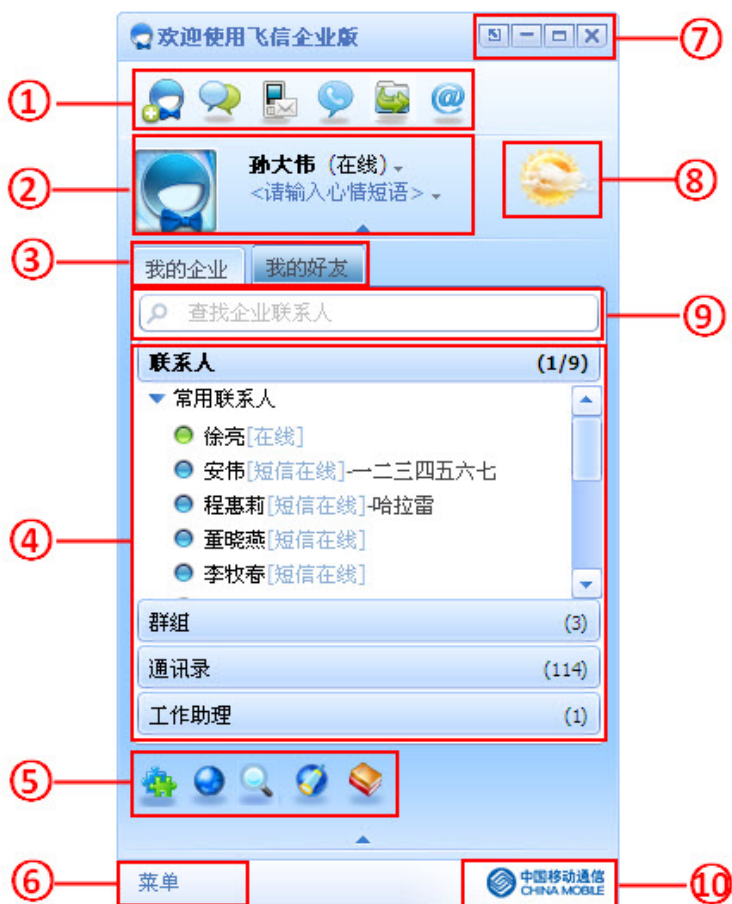 欢迎使用飞信企业版
⑦
①
孙大伟（在线）
<请输入心情短语>
②
⑧
③
我的企业
我的好友
查找企业联系人
⑨
联系人 (1/9)
常用联系人
徐亮[在线]
安伟[短信在线]-一二三四五六七
程惠莉[短信在线]-哈拉雷
董晓燕[短信在线]
李牧春[短信在线]
④
群组 (3)
通讯录 (114)
工作助理 (1)
⑤
⑥
菜单
中国移动通信
CHINA MOBILE
⑩